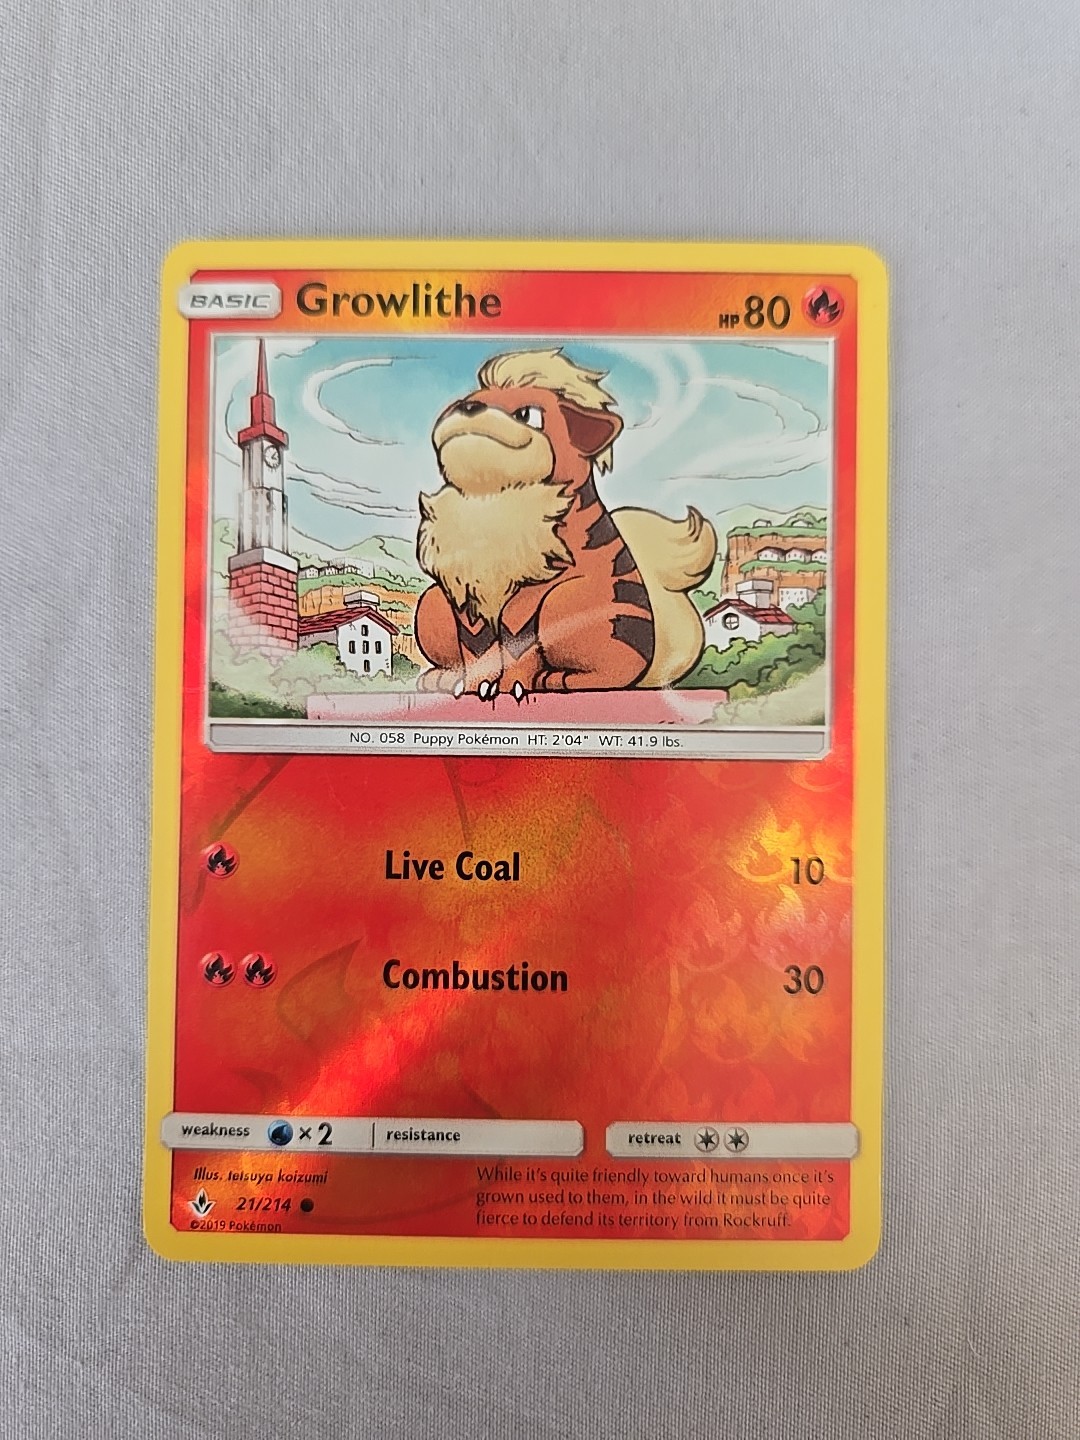 BASIC Growlithe HP80
NO. 058 Puppy Pokémon HT: 2'04" WT: 41.9 lbs.
Live Coal 10
Combustion 30
weakness ×2 resistance retreat
Illus. tetsuya koizumi
21/214
©2019 Pokémon
While it's quite friendly toward humans once it's
grown used to them, in the wild it must be quite
fierce to defend its territory from Rockruff.